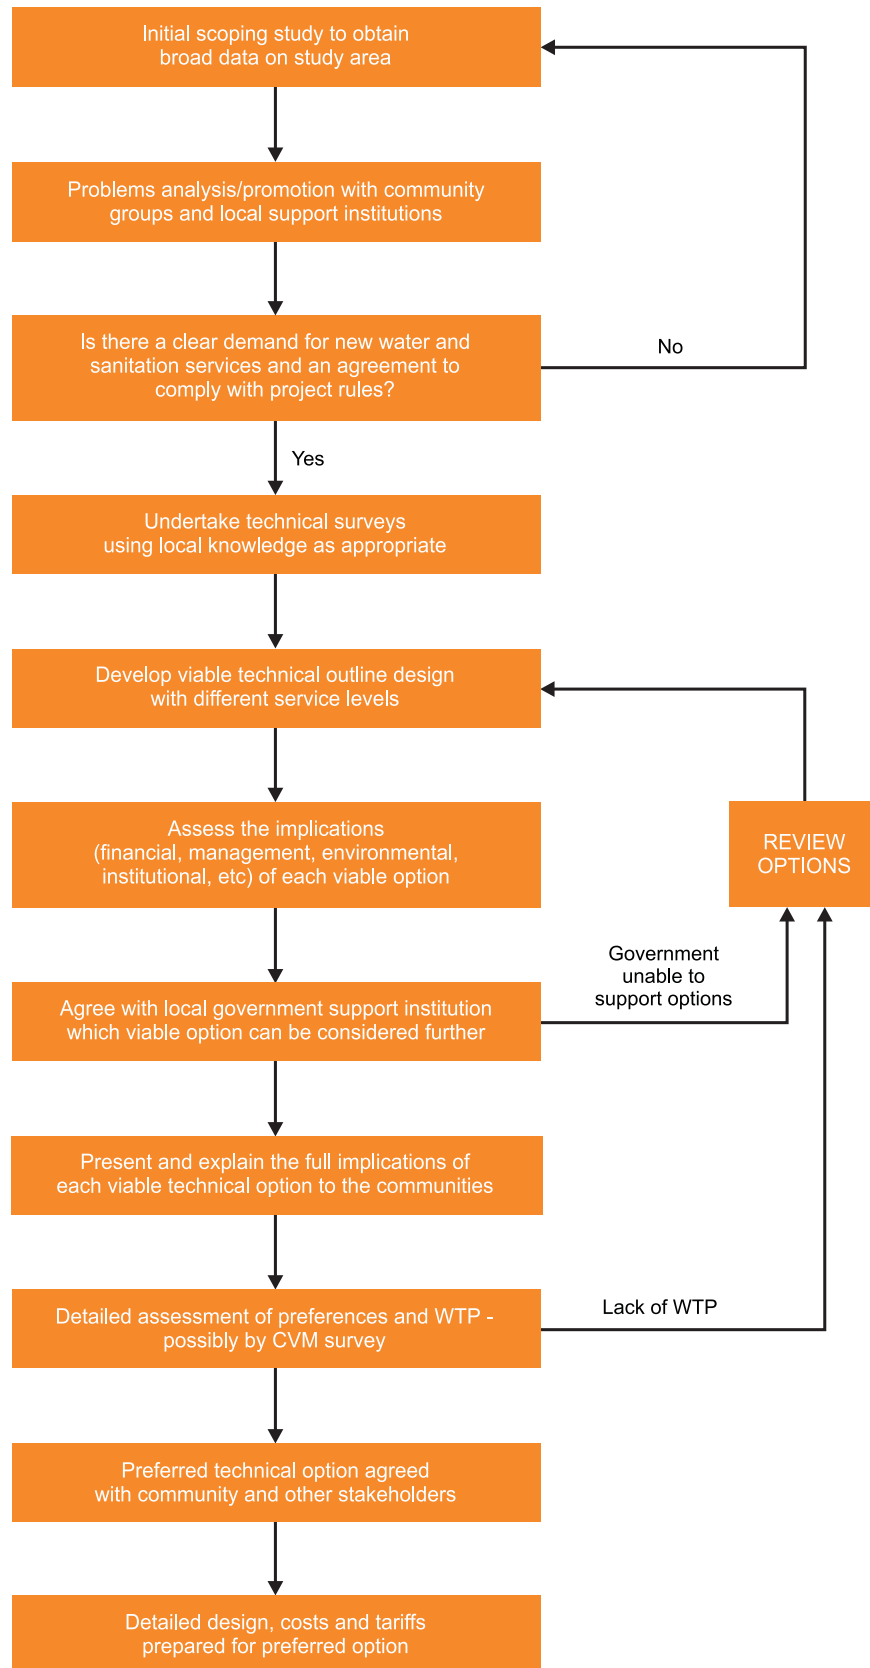 Initial scoping study to obtain
broad data on study area
Problems analysis/promotion with community
groups and local support institutions
Is there a clear demand for new water and
sanitation services and an agreement to
comply with project rules?
No
Yes
Undertake technical surveys
using local knowledge as appropriate
Develop viable technical outline design
with different service levels
Assess the implications
(financial, management, environmental,
institutional, etc) of each viable option
REVIEW
OPTIONS
Government
unable to
support options
Agree with local government support institution
which viable option can be considered further
Present and explain the full implications of
each viable technical option to the communities
Detailed assessment of preferences and WTP -
possibly by CVM survey
Lack of WTP
Preferred technical option agreed
with community and other stakeholders
Detailed design, costs and tariffs
prepared for preferred option